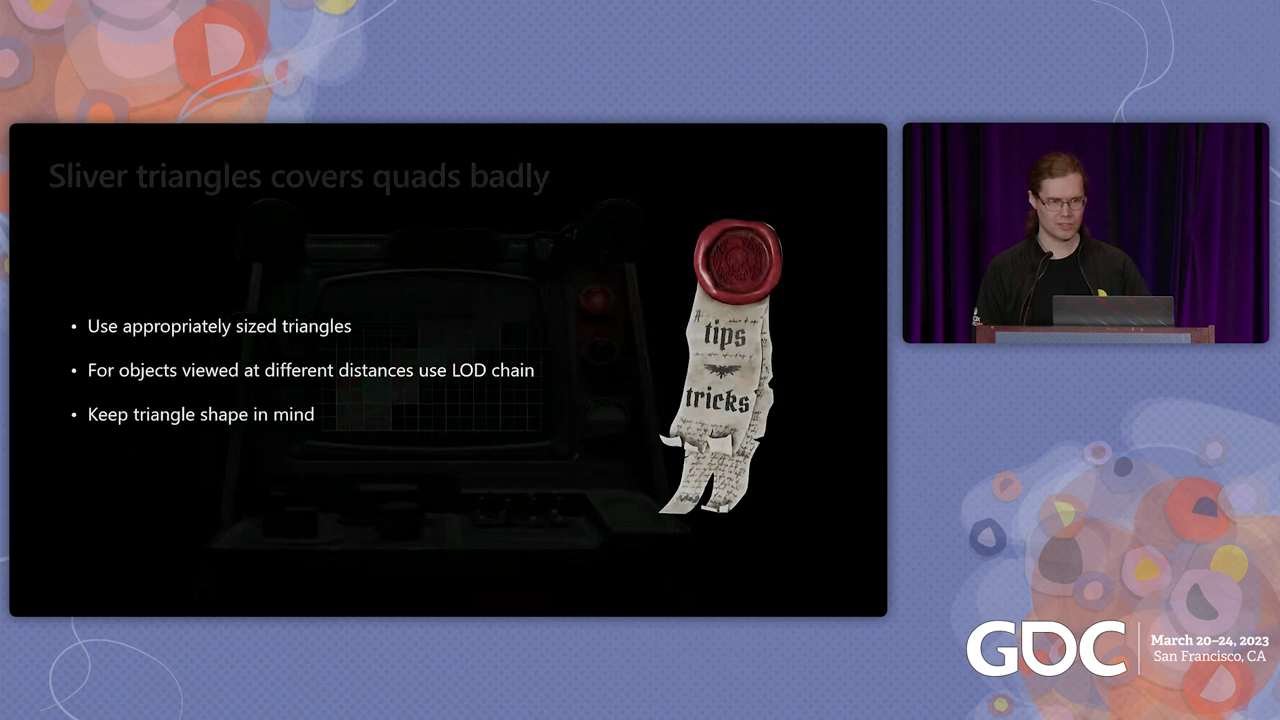 Sliver triangles covers quads badly
• Use appropriately sized triangles
• For objects viewed at different distances use LOD chain
• Keep triangle shape in mind
tips
tricks
GDC
March 20–24, 2023
San Francisco, CA